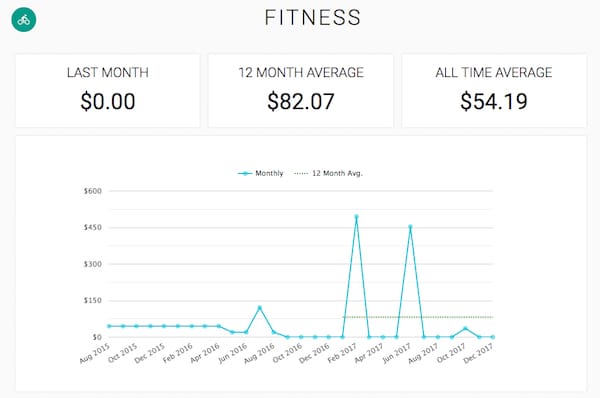 FITNESS
LAST MONTH
$0.00
12 MONTH AVERAGE
$82.07
ALL TIME AVERAGE
$54.19
Monthly 12 Month Avg.
$600
$450
$300
$150
$0
Aug 2015 Oct 2015 Dec 2015 Feb 2016 Apr 2016 Jun 2016 Aug 2016 Oct 2016 Dec 2016 Feb 2017 Apr 2017 Jun 2017 Aug 2017 Oct 2017 Dec 2017